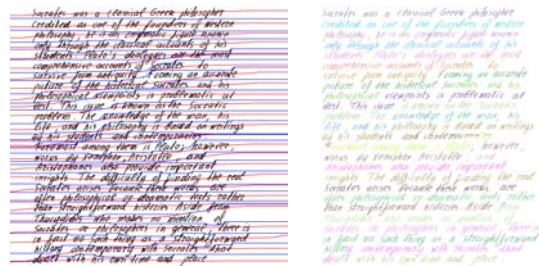 Socrates was a classical Greek philosopher
Credited as one of the founders of western
philosophy, he is an enigmatic figure known
only through the classical accounts of his
students. Plato's dialogues are the most
comprehensive accounts of Socrates to
survive from antiquity. Forming an accurate
picture of the historical Socrates and his
philosophical viewpoints is problematic at
best. This issue is known as the Socratic
problem. The knowledge of the man, his
life, and his philosophy is based on writings
of his students and contemporaries.
Foremost among them is Plato; however,
works by Xenophon, Aristotle, and
Aristophanes also provide important
insights. The difficulty of finding the real
Socrates arises because these works are
often philosophical or dramatic texts rather
than straightforward histories. Aside from
Thucydides who makes no mention of
Socrates or philosophers in general, there is
in fact no such thing as a straightforward
history contemporary with Socrates that
dealt with his own time and place.